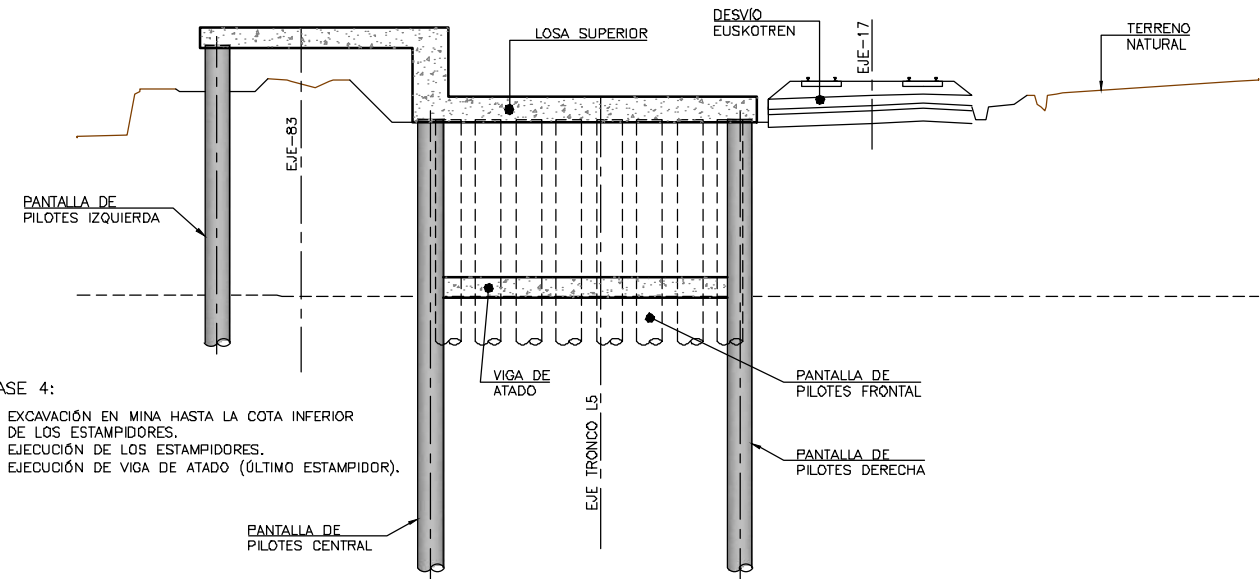 DESVÍO
EUSKOTREN
EJE-17
TERRENO
NATURAL
LOSA SUPERIOR
EJE-83
PANTALLA DE
PILOTES IZQUIERDA
VIGA DE
ATADO
PANTALLA DE
PILOTES FRONTAL
ASE 4:
EXCAVACIÓN EN MINA HASTA LA COTA INFERIOR
DE LOS ESTAMPIDORES.
EJECUCIÓN DE LOS ESTAMPIDORES.
EJECUCIÓN DE VIGA DE ATADO (ÚLTIMO ESTAMPIDOR).
EJE TRONCO L5
PANTALLA DE
PILOTES DERECHA
PANTALLA DE
PILOTES CENTRAL